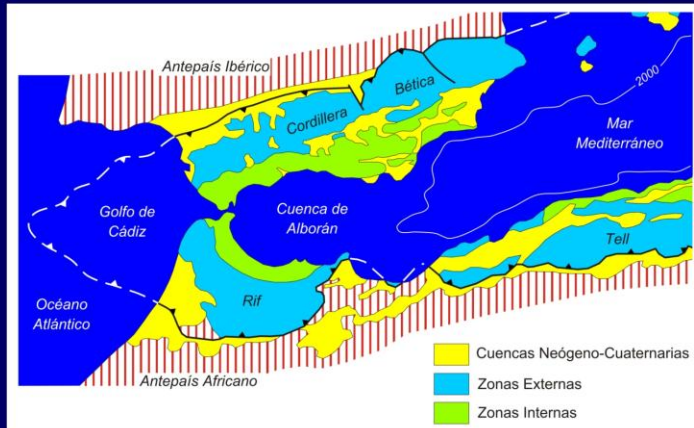 Antepaís Ibérico
2000
Bética
Cordillera
Mar
Mediterráneo
Golfo de
Cádiz
Cuenca de
Alborán
Tell
Océano
Atlántico
Rif
Antepaís Africano
Cuencas Neógeno-Cuaternarias
Zonas Externas
Zonas Internas